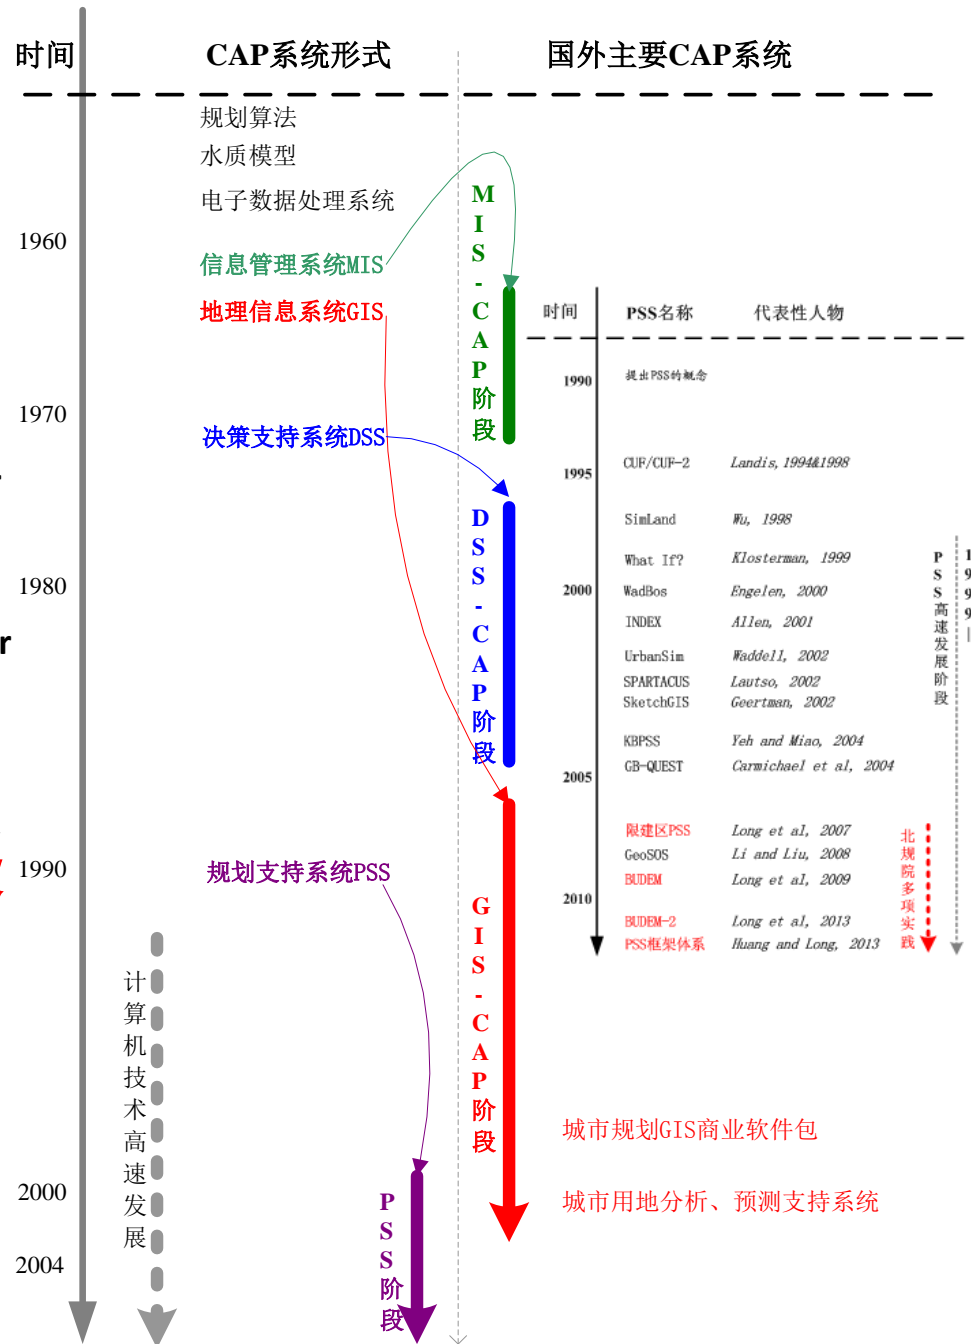 时间
CAP系统形式
国外主要CAP系统
规划算法
水质模型
电子数据处理系统
1960
信息管理系统MIS
地理信息系统GIS
MIS-CAP阶段
1970
决策支持系统DSS
1980
r
DSS-CAP阶段
1990
规划支持系统PSS
GIS-CAP阶段
计算机技术高速发展
2000
2004
PSS阶段
时间
PSS名称
代表性人物
1990
提出PSS的概念
CUF/CUF-2 Landis, 1994&1998
1995
SimLand Wu, 1998
What If? Klosterman, 1999
2000
WadBos Engelen, 2000
INDEX Allen, 2001
UrbanSim Waddell, 2002
SPARTACUS Lautso, 2002
SketchGIS Geertman, 2002
KBPSS Yeh and Miao, 2004
GB-QUEST Carmichael et al, 2004
2005
限建区PSS Long et al, 2007
GeoSOS Li and Liu, 2008
BUDEM Long et al, 2009
2010
BUDEM-2 Long et al, 2013
PSS框架体系 Huang and Long, 2013
PSS高速发展阶段
1999—
北规院多项实践
城市规划GIS商业软件包
城市用地分析、预测支持系统